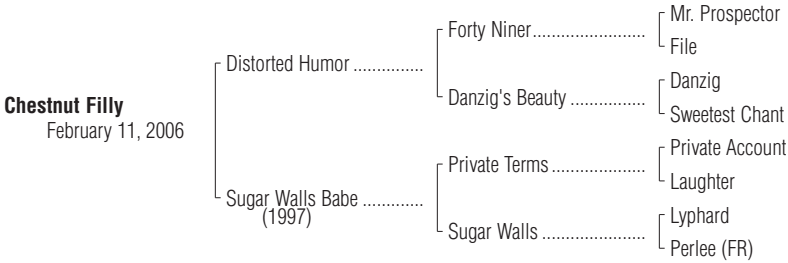 Mr. Prospector
Forty Niner........................
File
Distorted Humor ...............
Danzig
Danzig's Beauty ................
Sweetest Chant
Chestnut Filly
February 11, 2006
Private Account
Private Terms ....................
Laughter
Sugar Walls Babe .............
(1997)
Lyphard
Sugar Walls ......................
Perlee (FR)